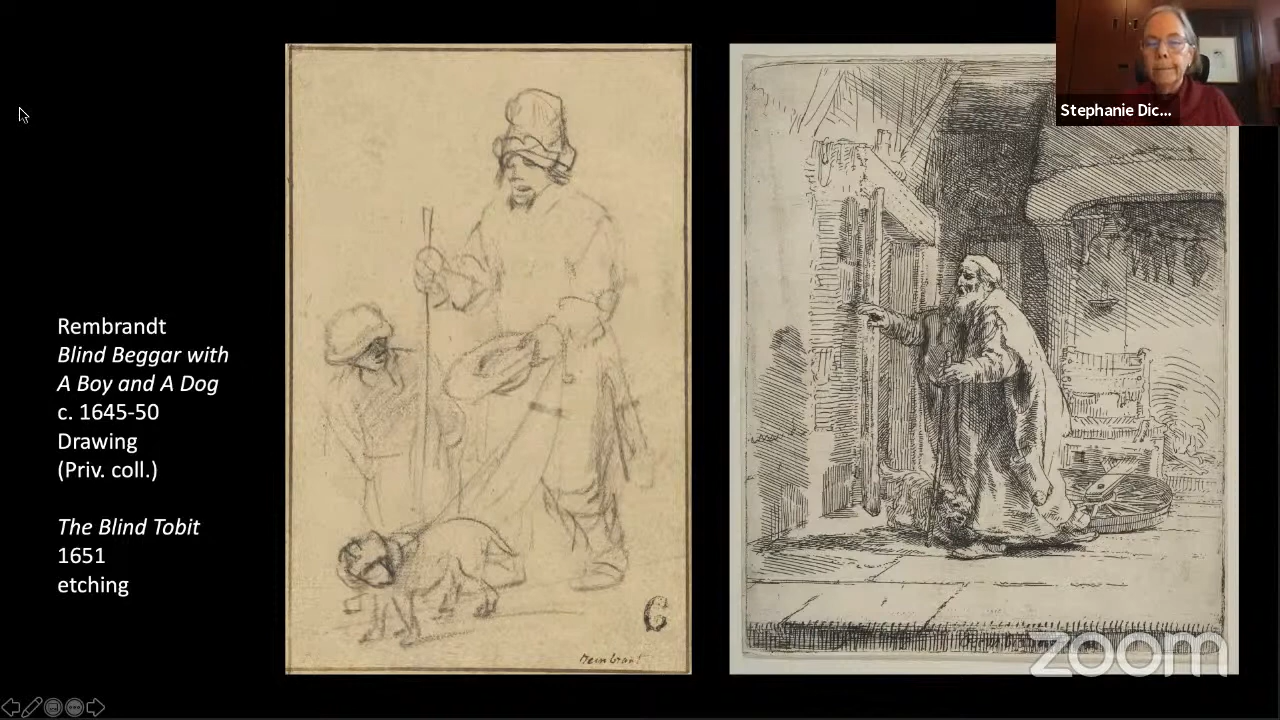 Stephanie Dic...
Rembrandt
Blind Beggar with
A Boy and A Dog
c. 1645-50
Drawing
(Priv. coll.)
The Blind Tobit
1651
etching
C
Rembrant
zoom